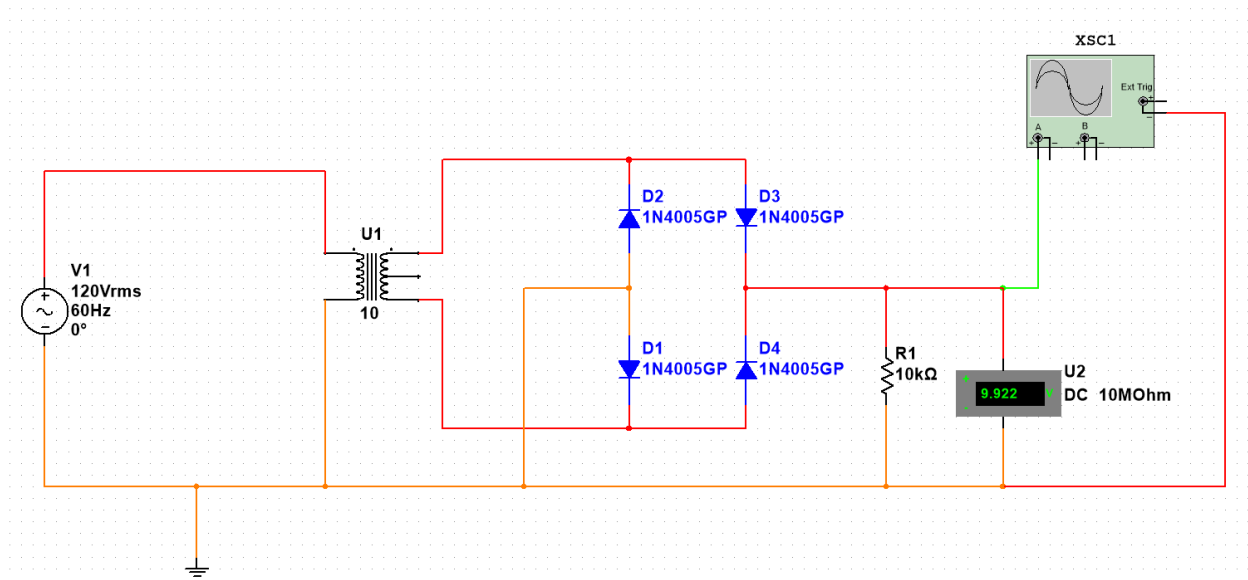 XSC1
Ext Trig
+
−
A
B
+ −
+ −
D2
1N4005GP
D3
1N4005GP
U1
V1
120Vrms
60Hz
0°
+
−
10
D1
1N4005GP
D4
1N4005GP
R1
10kΩ
U2
DC 10MOhm
+
9.922 V
-